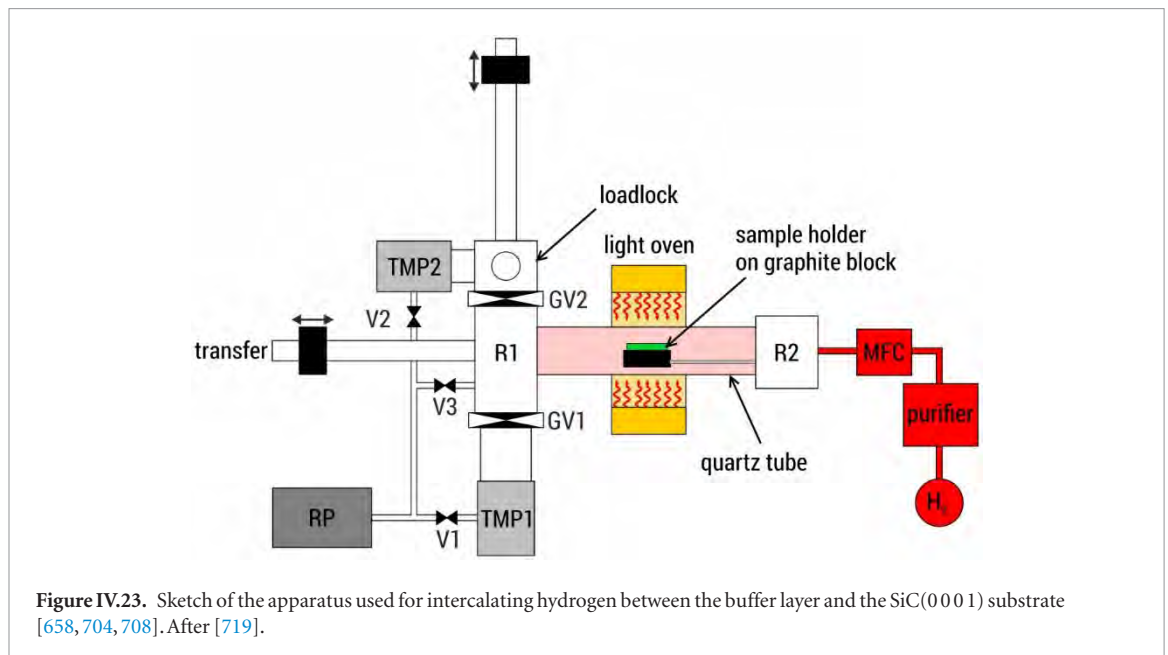 loadlock
sample holder
on graphite block
light oven
TMP2
GV2
V2
transfer
R1
R2
MFC
V3
GV1
purifier
quartz tube
RP
V1
TMP1
H₂
Figure IV.23. Sketch of the apparatus used for intercalating hydrogen between the buffer layer and the SiC(0 0 0 1) substrate
[658, 704, 708]. After [719].